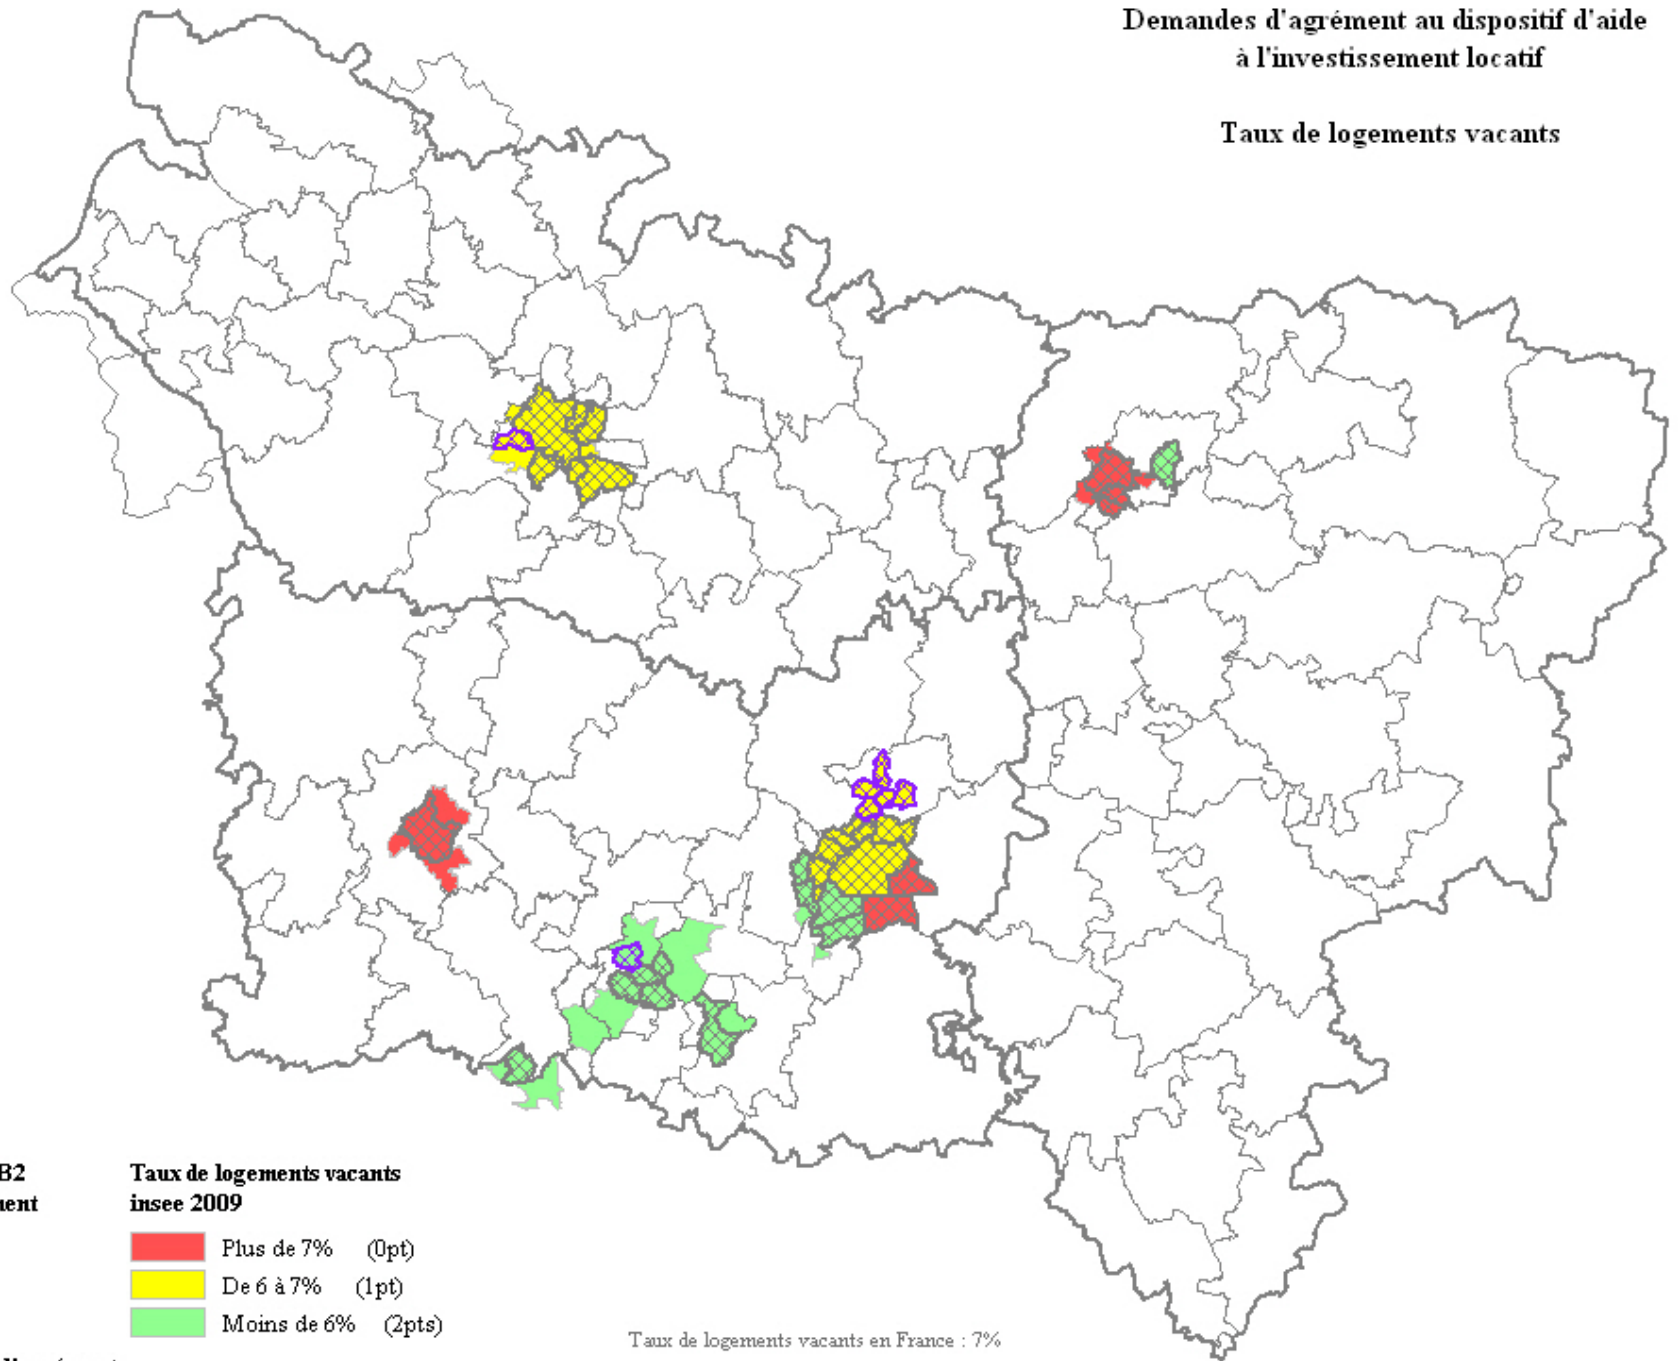 Demandes d'agrément au dispositif d'aide
à l'investissement locatif
Taux de logements vacants
B2
Taux de logements vacants
insee 2009
Plus de 7% (0pt)
De 6 à 7% (1pt)
Moins de 6% (2pts)
Taux de logements vacants en France : 7%